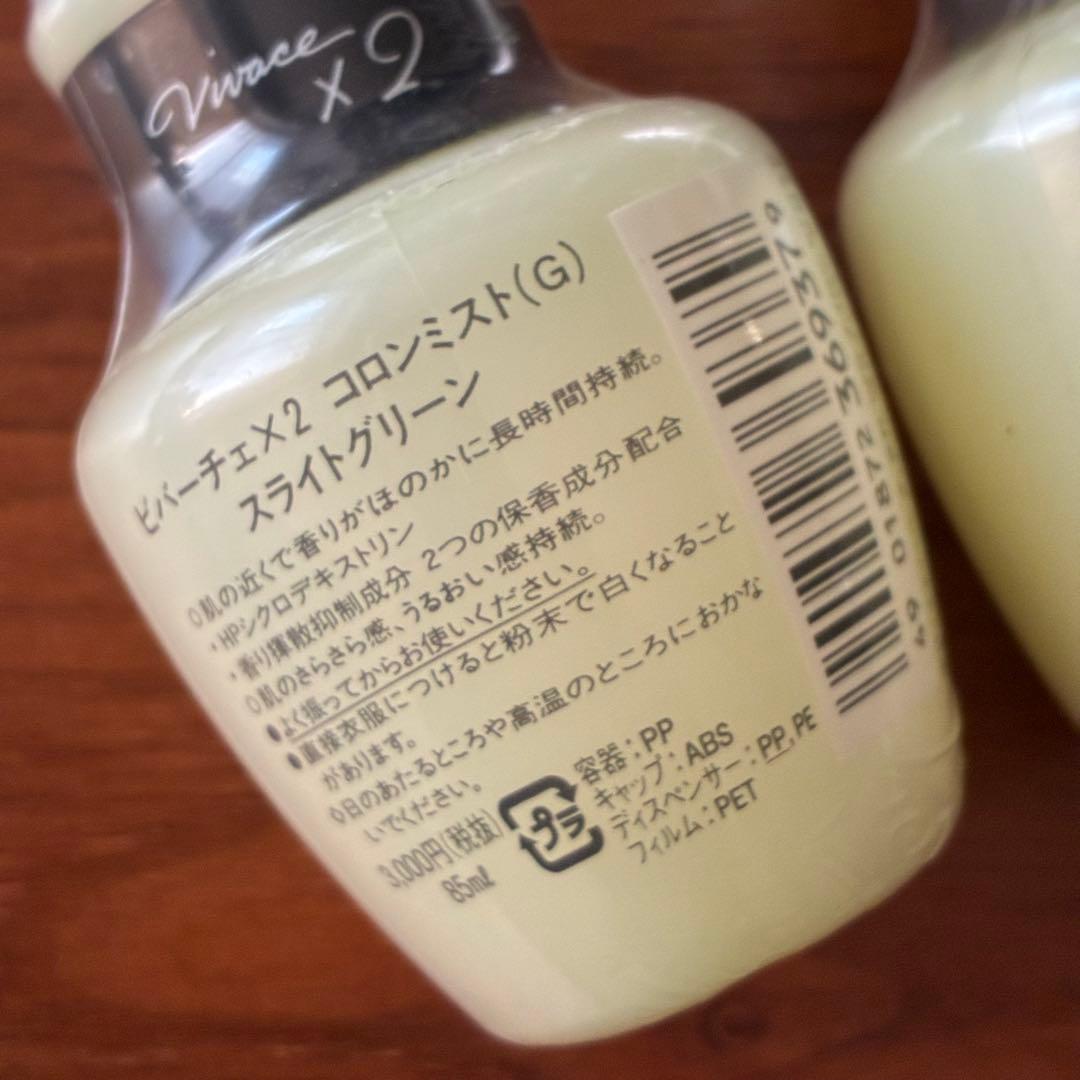 Vivace
×2
ビバーチェ×2 コロンミスト(G)
スライトグリーン
○肌の近くで香りがほのかに長時間持続。
・HPシクロデキストリン
・香り揮散抑制成分 2つの保香成分配合
○肌のさらさら感、うるおい感持続。
●よく振ってからお使いください。
●直接衣服につけると粉末で白くなること
があります。
○日のあたるところや高温のところにおかな
いでください。
3,000円(税抜)
85ml
プラ
容器:PP
キャップ:ABS
ディスペンサー:PP,PE
フィルム:PET
49 01872 369379